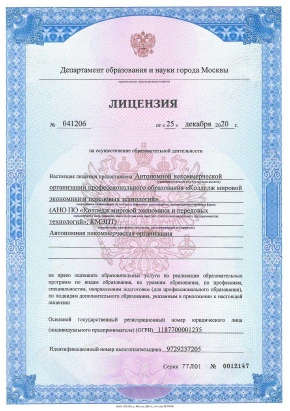 Департамент образования и науки города Москвы
ЛИЦЕНЗИЯ
№ 041206 от « 25 » декабря 2020 г.
на осуществление образовательной деятельности
Настоящая лицензия предоставлена Автономной некоммерческой
организации профессионального образования «Колледж мировой
экономики и передовых технологий»
(АНО ПО «Колледж мировой экономики и передовых
технологий», КМЭПТ)
Автономная некоммерческая организация
на право оказывать образовательные услуги по реализации образовательных
программ по видам образования, по уровням образования, по профессиям,
специальностям, направлениям подготовки (для профессионального образования),
по подвидам дополнительного образования, указанным в приложении к настоящей
лицензии.
Основной государственный регистрационный номер юридического лица
(индивидуального предпринимателя) (ОГРН) 1187700001235
Идентификационный номер налогоплательщика 9729237205
Серия 77Л01 № 0012147